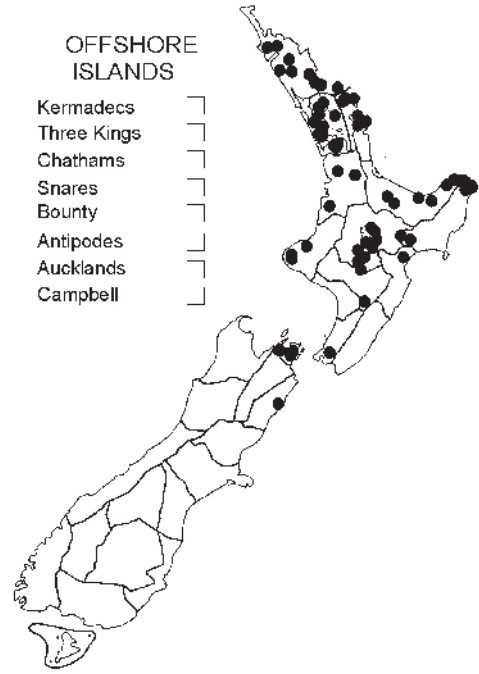 OFFSHORE
ISLANDS
Kermadecs
Three Kings
Chathams
Snares
Bounty
Antipodes
Aucklands
Campbell